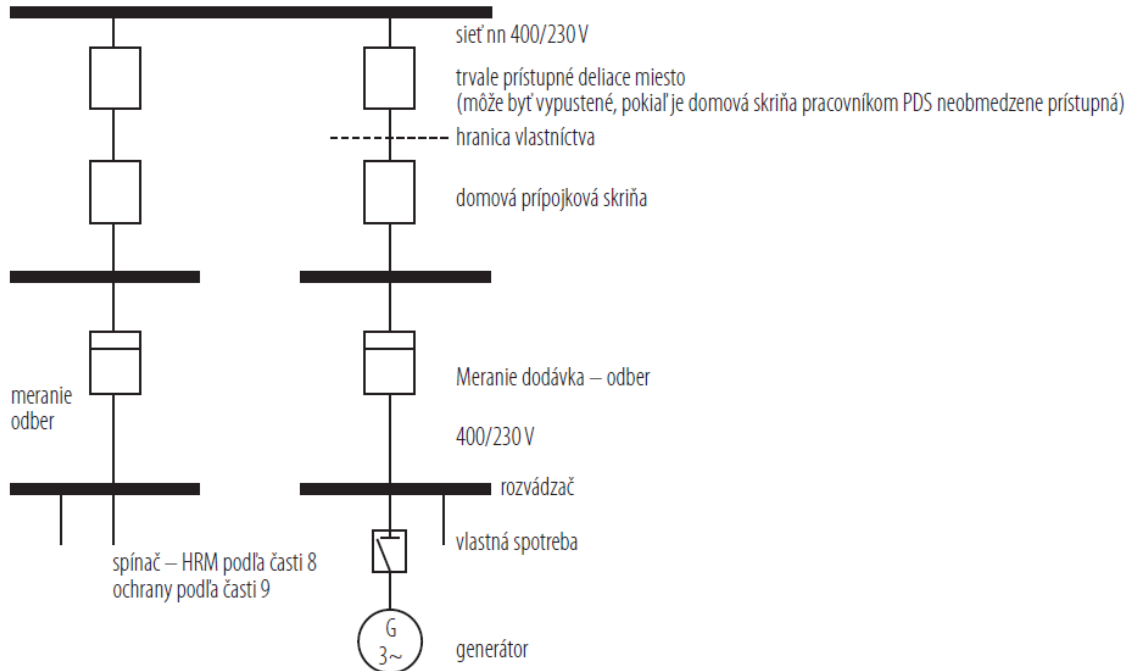 sieť nn 400/230 V
trvale prístupné deliace miesto
(môže byť vypustené, pokiaľ je domová skriňa pracovníkom PDS neobmedzene prístupná)
hranica vlastníctva
domová prípojková skriňa
meranie
odber
Meranie dodávka – odber
400/230 V
rozvádzač
vlastná spotreba
spínač – HRM podľa časti 8
ochrany podľa časti 9
G
3~
generátor